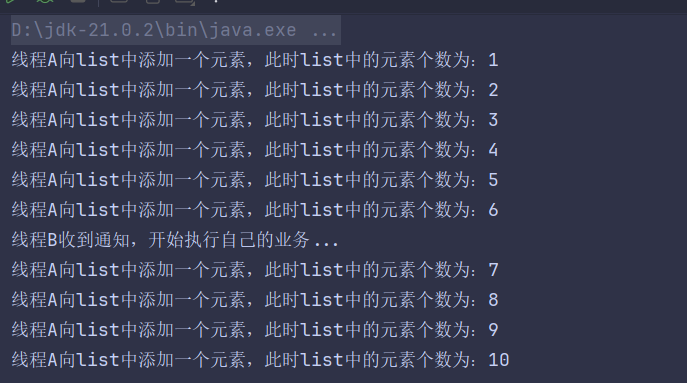 D:\jdk-21.0.2\bin\java.exe ...
线程A向list中添加一个元素，此时list中的元素个数为：1
线程A向list中添加一个元素，此时list中的元素个数为：2
线程A向list中添加一个元素，此时list中的元素个数为：3
线程A向list中添加一个元素，此时list中的元素个数为：4
线程A向list中添加一个元素，此时list中的元素个数为：5
线程A向list中添加一个元素，此时list中的元素个数为：6
线程B收到通知，开始执行自己的业务...
线程A向list中添加一个元素，此时list中的元素个数为：7
线程A向list中添加一个元素，此时list中的元素个数为：8
线程A向list中添加一个元素，此时list中的元素个数为：9
线程A向list中添加一个元素，此时list中的元素个数为：10